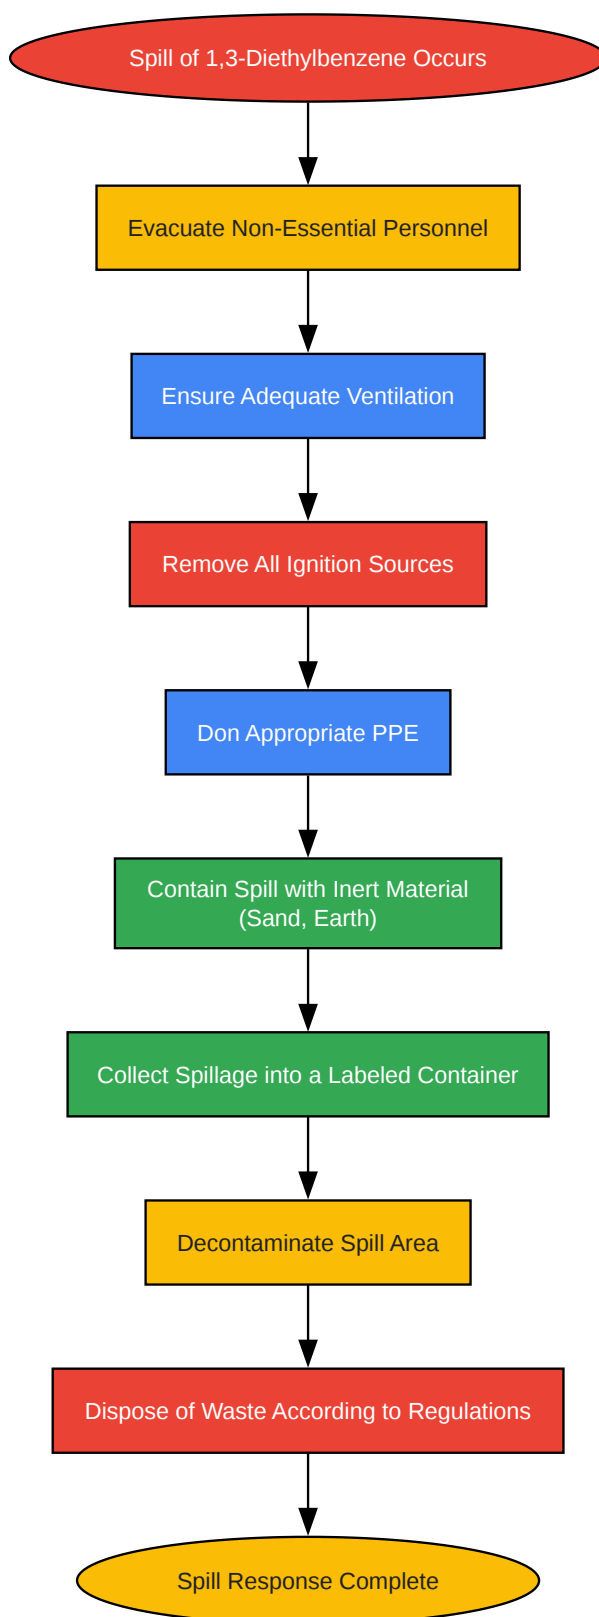 Spill of 1,3-Diethylbenzene Occurs
Evacuate Non-Essential Personnel
Ensure Adequate Ventilation
Remove All Ignition Sources
Don Appropriate PPE
Contain Spill with Inert Material
(Sand, Earth)
Collect Spillage into a Labeled Container
Decontaminate Spill Area
Dispose of Waste According to Regulations
Spill Response Complete